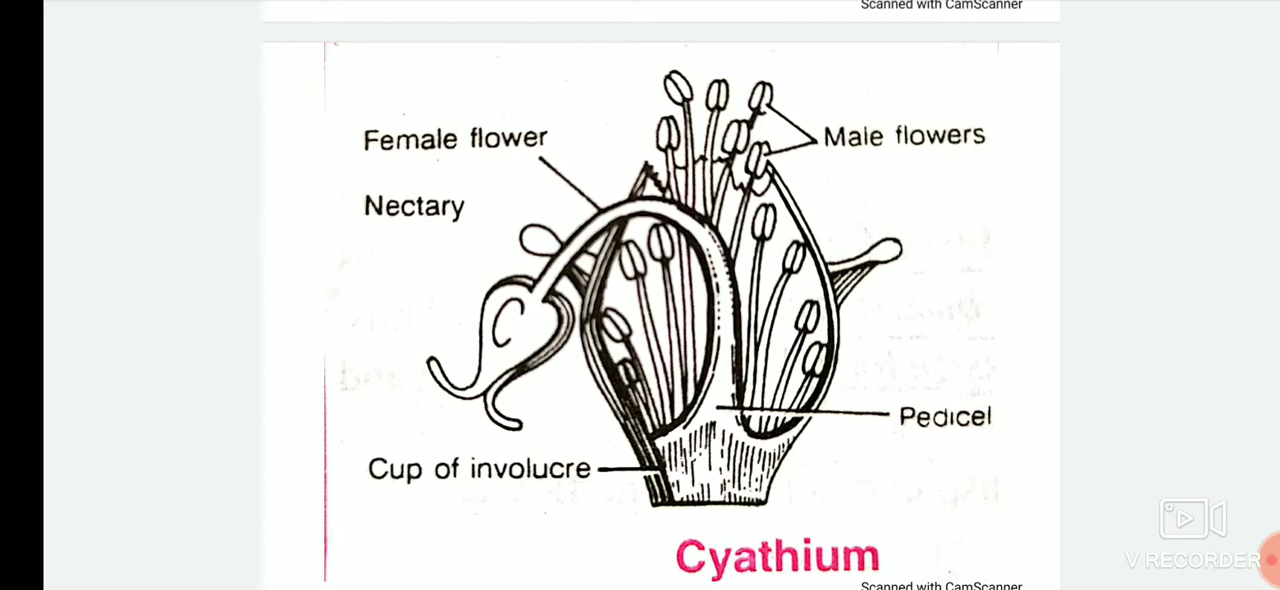 Scanned with CamScanner
Female flower
Male flowers
Nectary
Pedicel
Cup of involucre
Cyathium
V RECORDER
Scanned with CamScanner